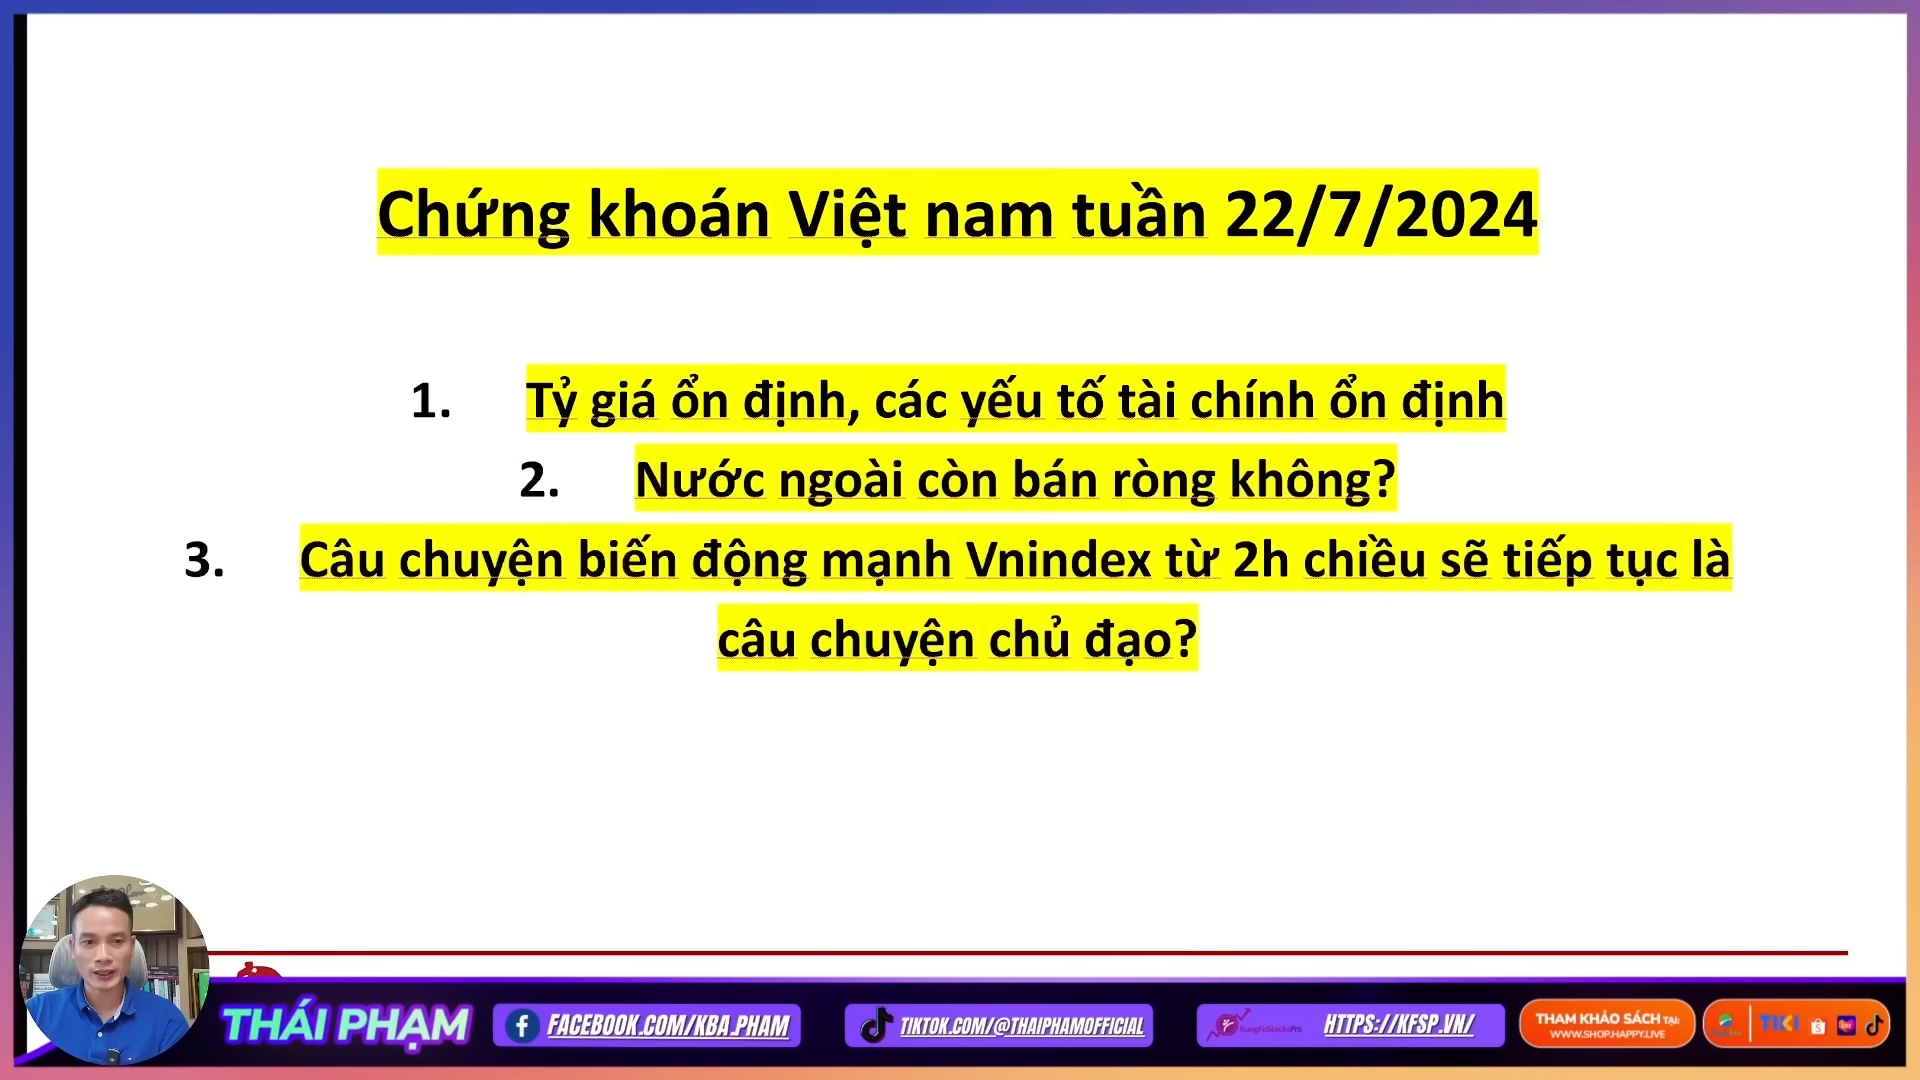 Chứng khoán Việt nam tuần 22/7/2024
1. Tỷ giá ổn định, các yếu tố tài chính ổn định
2. Nước ngoài còn bán ròng không?
3. Câu chuyện biến động mạnh Vnindex từ 2h chiều sẽ tiếp tục là
câu chuyện chủ đạo?
THÁI PHẠM
FACEBOOK.COM/KBA.PHAM
TIKTOK.COM/@THAIPHAMOFFICIAL
KungFuStocksPro
HTTPS://KFSP.VN/
THAM KHẢO SÁCH TẠI:
WWW.SHOP.HAPPY.LIVE
TIKI